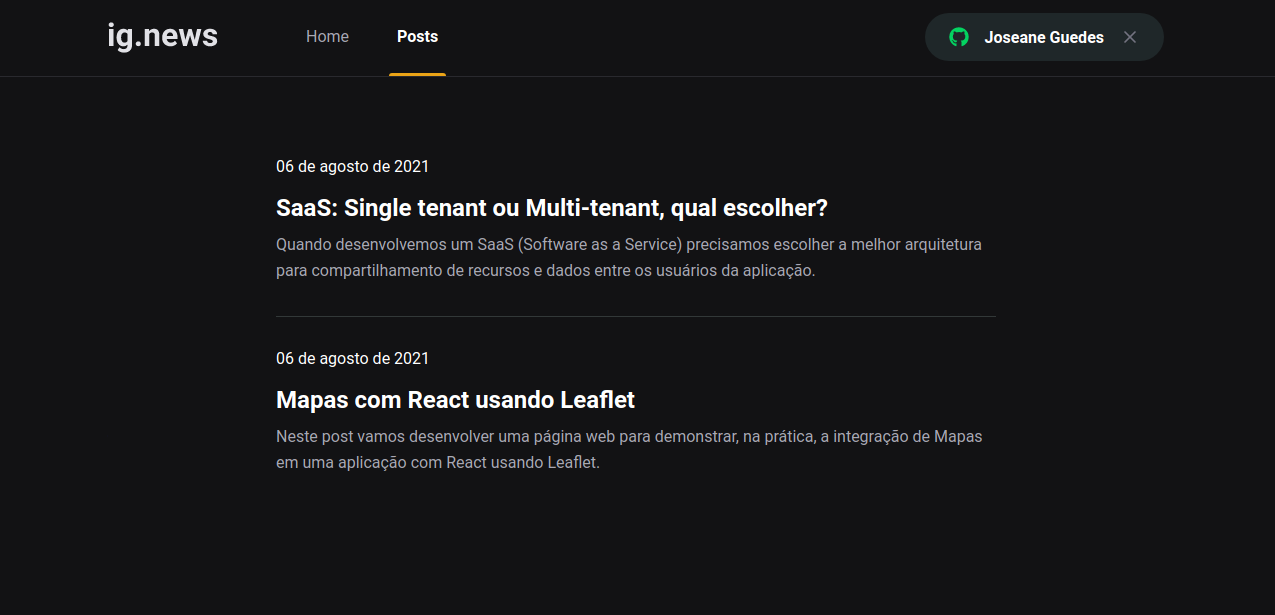 ig.news
Home
Posts
Joseane Guedes
06 de agosto de 2021
SaaS: Single tenant ou Multi-tenant, qual escolher?
Quando desenvolvemos um SaaS (Software as a Service) precisamos escolher a melhor arquitetura
para compartilhamento de recursos e dados entre os usuários da aplicação.
06 de agosto de 2021
Mapas com React usando Leaflet
Neste post vamos desenvolver uma página web para demonstrar, na prática, a integração de Mapas
em uma aplicação com React usando Leaflet.